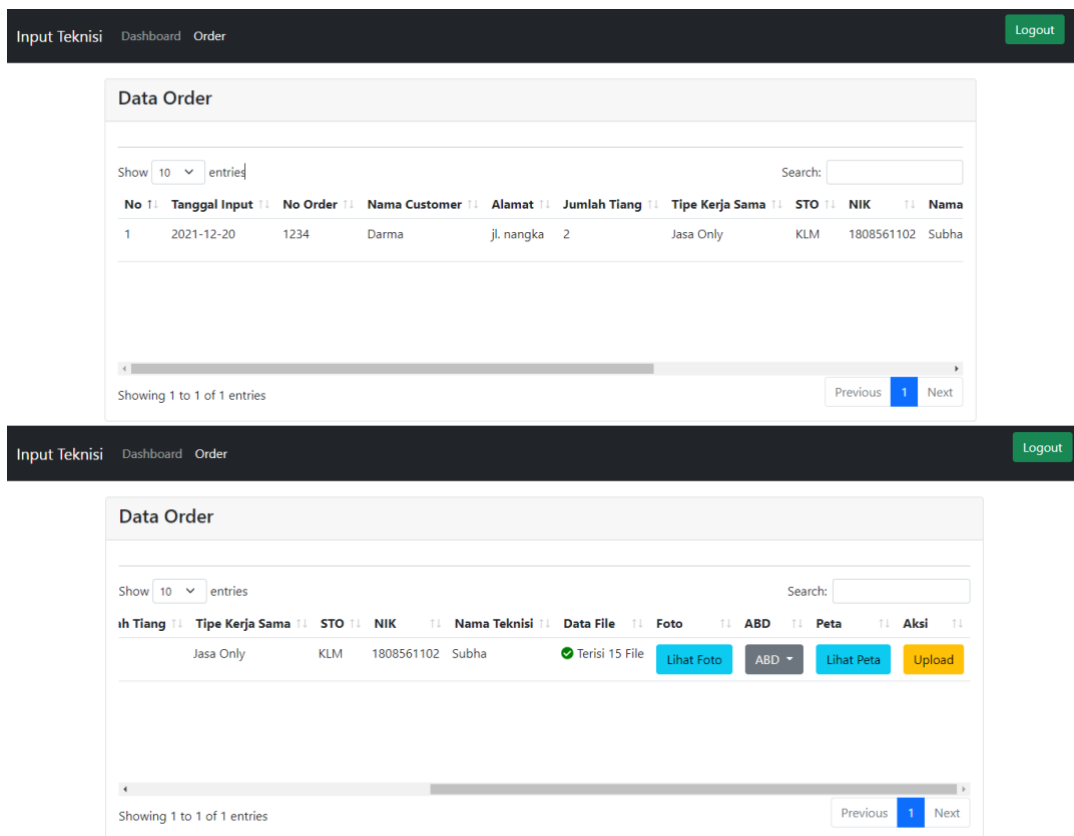 Input Teknisi Dashboard Order Logout
Data Order
Show 10 entries Search:
No Tanggal Input No Order Nama Customer Alamat Jumlah Tiang Tipe Kerja Sama STO NIK Nama
1 2021-12-20 1234 Darma jl. nangka 2 Jasa Only KLM 1808561102 Subha
Showing 1 to 1 of 1 entries Previous 1 Next
Input Teknisi Dashboard Order Logout
Data Order
Show 10 entries Search:
ah Tiang Tipe Kerja Sama STO NIK Nama Teknisi Data File Foto ABD Peta Aksi
Jasa Only KLM 1808561102 Subha Terisi 15 File Lihat Foto ABD Lihat Peta Upload
Showing 1 to 1 of 1 entries Previous 1 Next